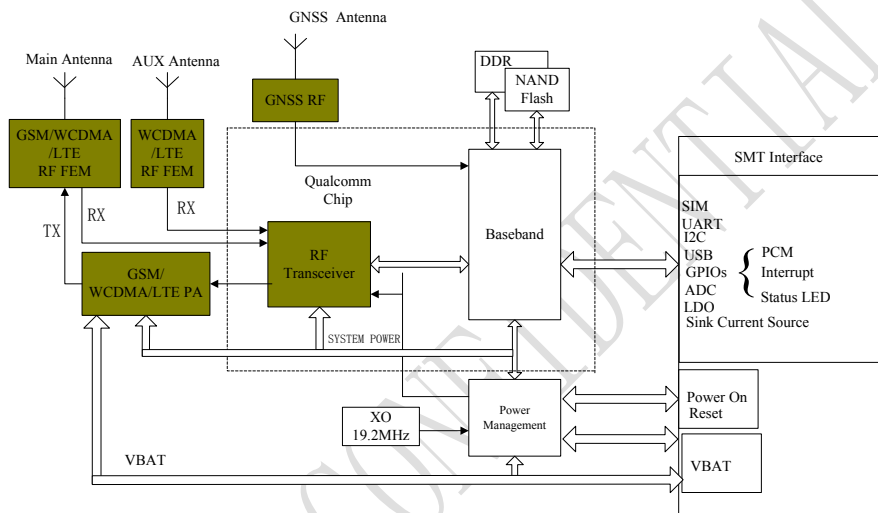 GNSS Antenna
Main Antenna
AUX Antenna
GNSS RF
DDR
NAND
Flash
GSM/WCDMA
/LTE
RF FEM
WCDMA
/LTE
RF FEM
Qualcomm
Chip
TX
RX
RX
RF
Transceiver
Baseband
GSM/
WCDMA/LTE PA
SYSTEM POWER
SMT Interface
SIM
UART
I2C
USB
GPIOs
ADC
LDO
Sink Current Source
PCM
Interrupt
Status LED
XO
19.2MHz
Power
Management
Power On
Reset
VBAT
VBAT
CONFIDENTIAL